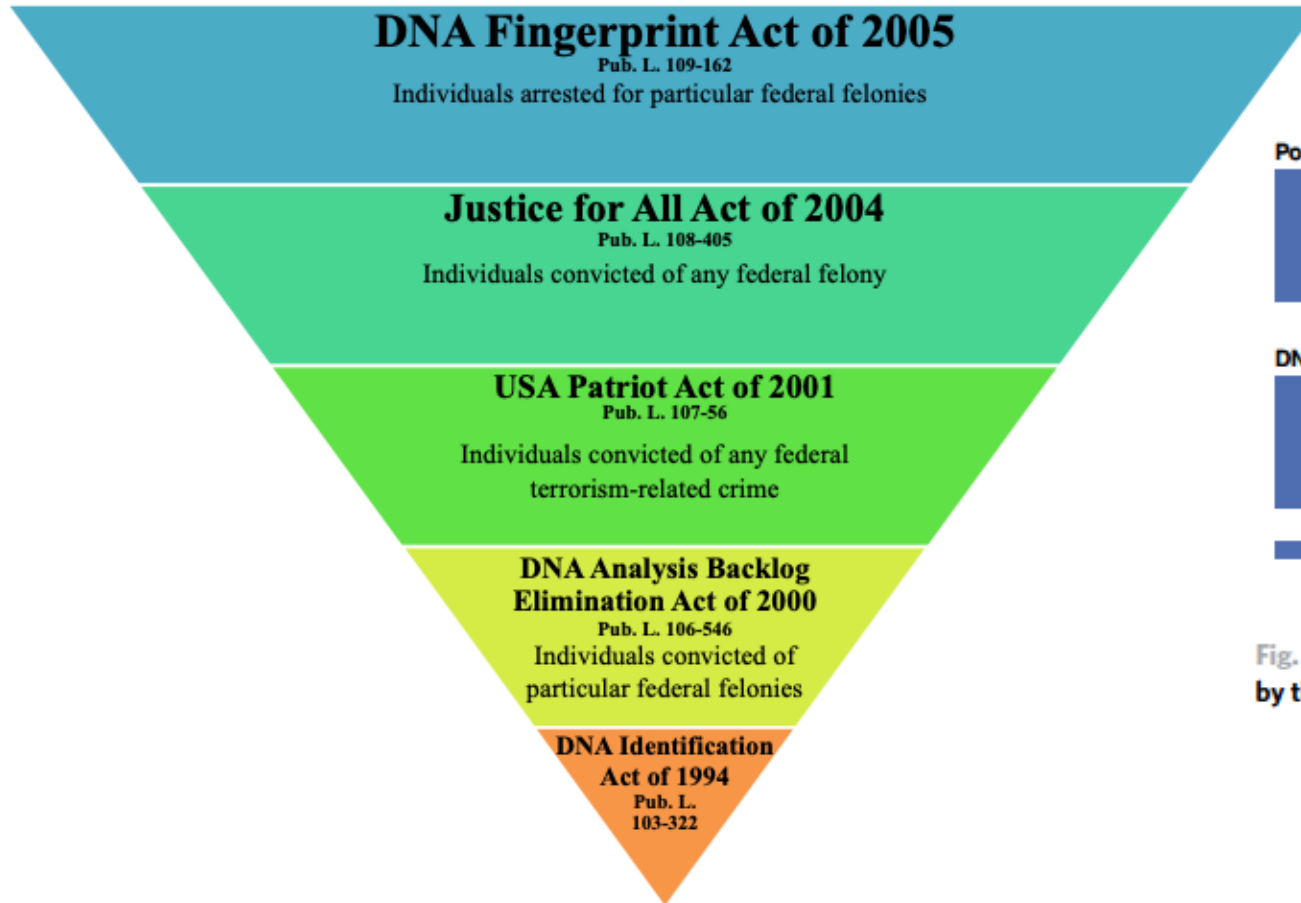 DNA Fingerprint Act of 2005
Pub. L. 109-162
Individuals arrested for particular federal felonies
Justice for All Act of 2004
Pub. L. 108-405
Individuals convicted of any federal felony
USA Patriot Act of 2001
Pub. L. 107-56
Individuals convicted of any federal
terrorism-related crime
DNA Analysis Backlog
Elimination Act of 2000
Pub. L. 106-546
Individuals convicted of
particular federal felonies
DNA Identification
Act of 1994
Pub. L.
103-322
Fig.
by